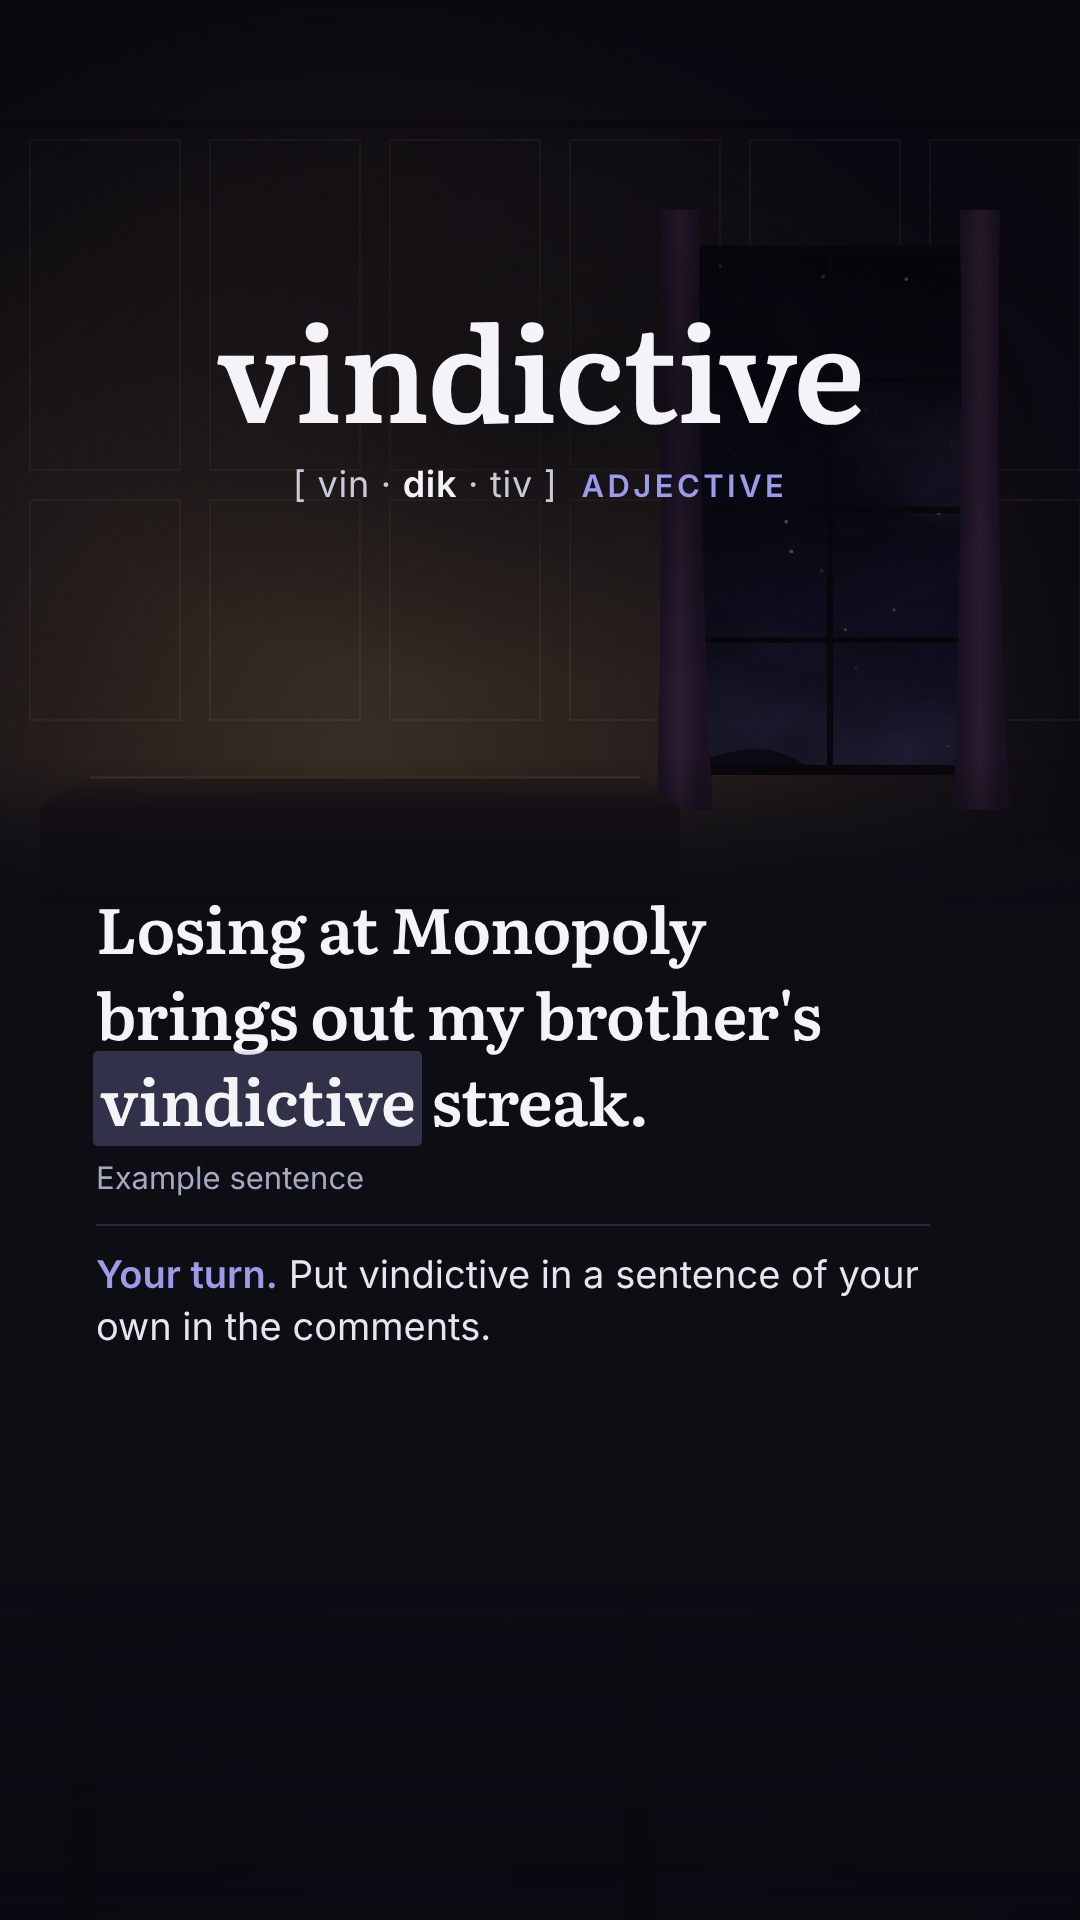 vindictive
[ vin · dik · tiv ] ADJECTIVE
Losing at Monopoly
brings out my brother's
vindictive streak.
Example sentence
Your turn. Put vindictive in a sentence of your
own in the comments.